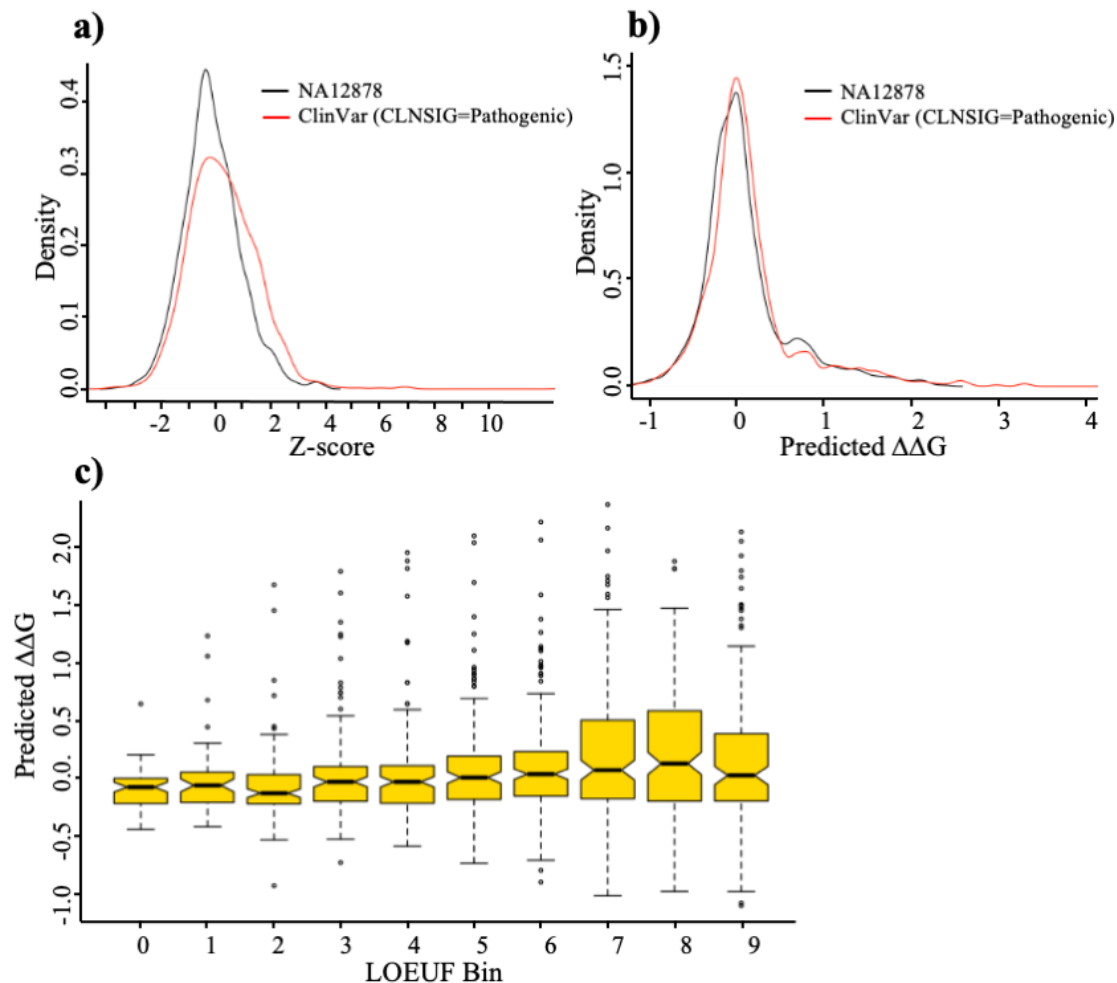 a)
NA12878
ClinVar (CLNSIG=Pathogenic)
Density
0.0 0.1 0.2 0.3 0.4
-2 0 2 4 6 8 10
Z-score
b)
NA12878
ClinVar (CLNSIG=Pathogenic)
Density
0.0 0.5 1.0 1.5
-1 0 1 2 3 4
Predicted ΔΔG
c)
Predicted ΔΔG
-1.0 -0.5 0.0 0.5 1.0 1.5 2.0
0 1 2 3 4 5 6 7 8 9
LOEUF Bin